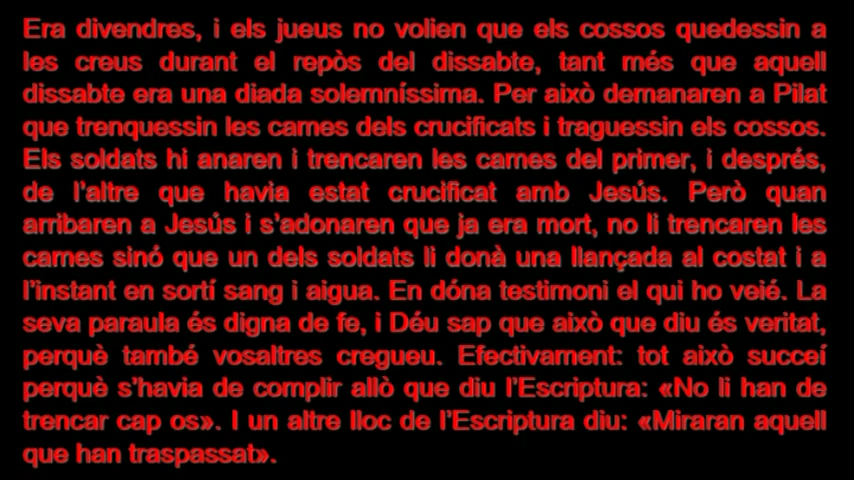 Era divendres, i els jueus no volien que els cossos quedessin a
les creus durant el repòs del dissabte, tant més que aquell
dissabte era una diada solemníssima. Per això demanaren a Pilat
que trenquessin les cames dels crucificats i traguessin els cossos.
Els soldats hi anaren i trencaren les cames del primer, i després,
de l'altre que havia estat crucificat amb Jesús. Però quan
arribaren a Jesús i s'adonaren que ja era mort, no li trencaren les
cames sinó que un dels soldats li donà una llançada al costat i a
l'instant en sortí sang i aigua. En dóna testimoni el qui ho veié. La
seva paraula és digna de fe, i Déu sap que això que diu és veritat,
perquè també vosaltres cregueu. Efectivament: tot això succeí
perquè s'havia de complir allò que diu l'Escriptura: «No li han de
trencar cap os». I un altre lloc de l'Escriptura diu: «Miraran aquell
que han traspassat».